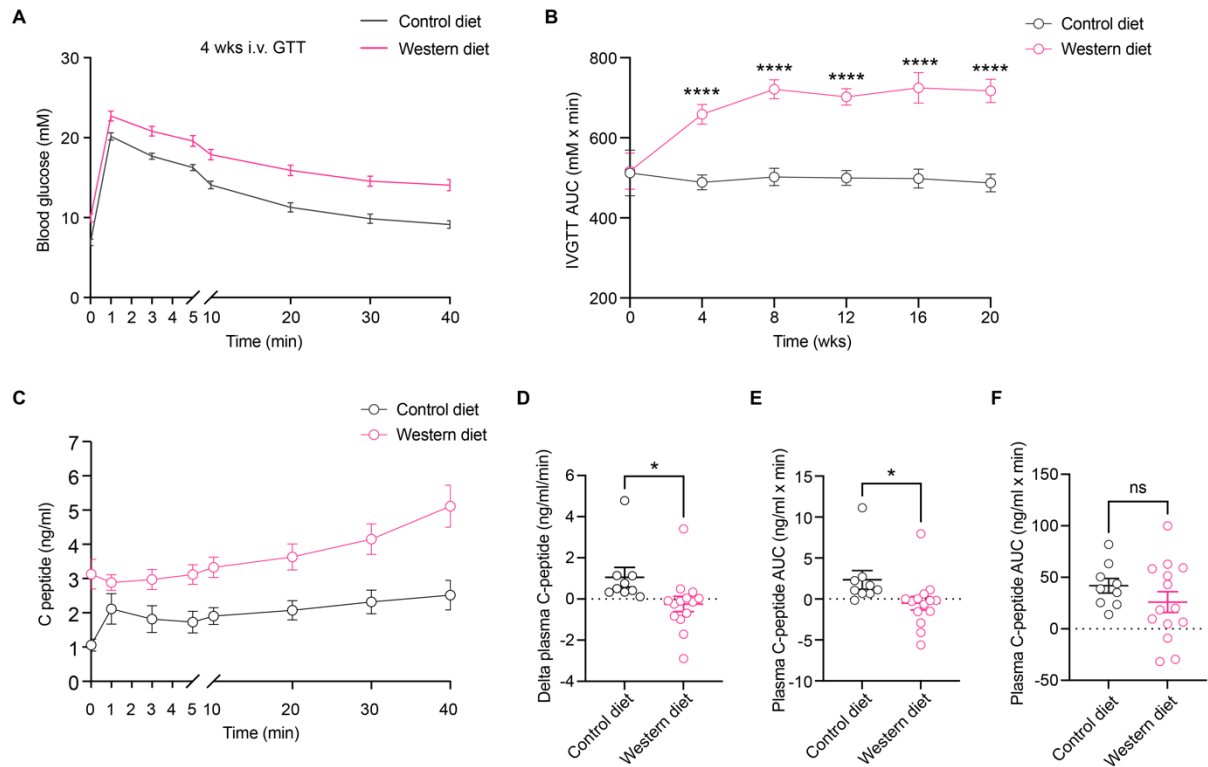 A
4 wks i.v. GTT
Control diet
Western diet
Blood glucose (mM)
30
20
10
0
0 1 2 3 4 5 10 20 30 40
Time (min)
B
Control diet
Western diet
IVGTT AUC (mM x min)
800
600
400
200
**** **** **** **** ****
0 4 8 12 16 20
Time (wks)
C
Control diet
Western diet
C peptide (ng/ml)
7
6
5
4
3
2
1
0
0 1 2 3 4 5 10 20 30 40
Time (min)
D
Delta plasma C-peptide (ng/ml/min)
6
4
2
0
-2
-4
*
Control diet
Western diet
E
Plasma C-peptide AUC (ng/ml x min)
15
10
5
0
-5
-10
*
Control diet
Western diet
F
Plasma C-peptide AUC (ng/ml x min)
150
100
50
0
-50
ns
Control diet
Western diet